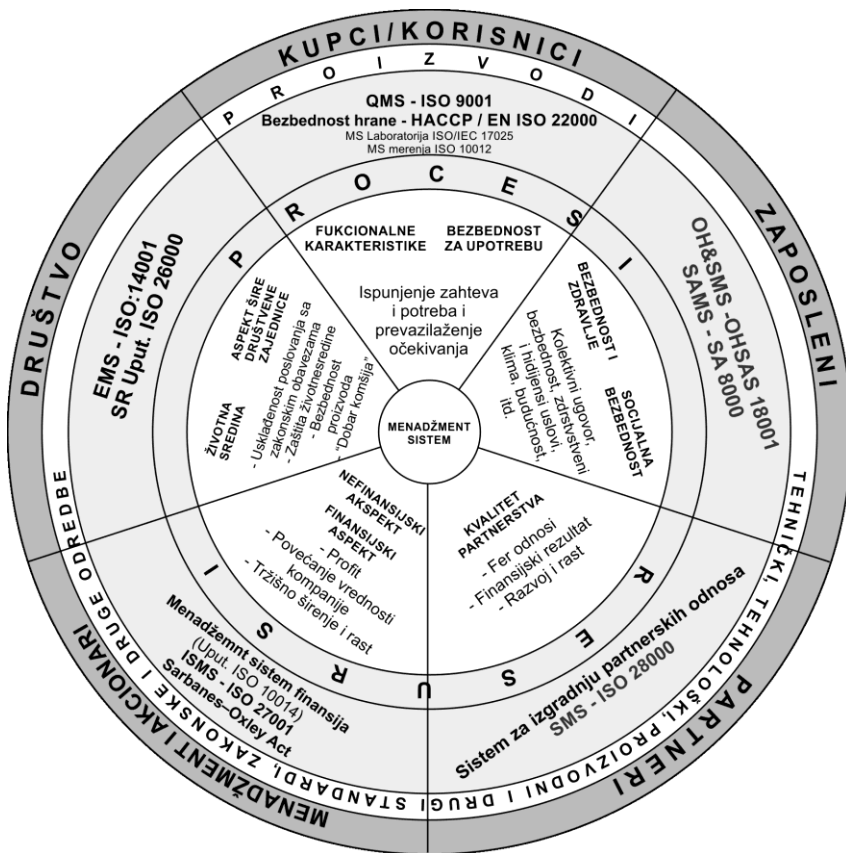 KUPCI/KORISNICI
PROIZVODI
QMS - ISO 9001
Bezbednost hrane - HACCP / EN ISO 22000
MS Laboratorija ISO/IEC 17025
MS merenja ISO 10012
PROCESI
FUKCIONALNE
KARAKTERISTIKE
BEZBEDNOST
ZA UPOTREBU
Ispunjenje zahteva
i potreba i
prevazilaženje
očekivanja
ZAPOSLENI
OH&SMS -OHSAS 18001
SAMS - SA 8000
BEZBEDNOST I
ZDRAVLJE
SOCIJALNA
BEZBEDNOST
Kolektivni ugovor,
bezbednost, zdrstvstveni
i hidijensi uslovi,
klima, budućnost,
itd.
PARTNERI
TEHNIČKI, TEHNOLOŠKI, PROIZVODNI I DRUGI STANDARDI, ZAKONSKE I DRUGE ODREDBE
Sistem za izgradnju partnerskih odnosa
SMS - ISO 28000
RESURSI
KVALITET
PARTNERSTVA
- Fer odnosi
- Finansijski rezultat
- Razvoj i rast
MENADŽMENT I AKCIONARI
Menadžemnt sistem finansija
(Uput. ISO 10014)
ISMS - ISO 27001
Sarbanes–Oxley Act
NEFINANSIJSKI
AKSPEKT
FINANSIJSKI
ASPEKT
- Profit
- Povećanje vrednosti
kompanije
- Tržišno širenje i rast
DRUŠTVO
EMS - ISO:14001
SR Uput. ISO 26000
ASPEKT ŠIRE
DRUŠTVENE
ZAJEDNICE
ŽIVOTNA
SREDINA
- Usklađenost poslovanja sa
zakonskim obavezama
- Zaštita životnesredine
- Bezbednost
proizvoda
- “Dobar komšija”
MENADŽMENT
SISTEM